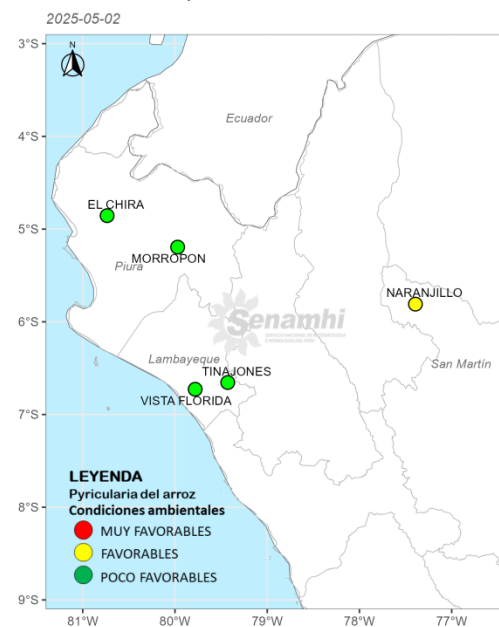 2025-05-02
3°S
N
Ecuador
4°S
EL CHIRA
5°S
MORROPON
Piura
NARANJILLO
6°S
Senamhi
Lambayeque
San Martín
TINAJONES
VISTA FLORIDA
7°S
LEYENDA
Pyricularia del arroz
Condiciones ambientales
8°S
MUY FAVORABLES
FAVORABLES
POCO FAVORABLES
9°S
81°W 80°W 79°W 78°W 77°W